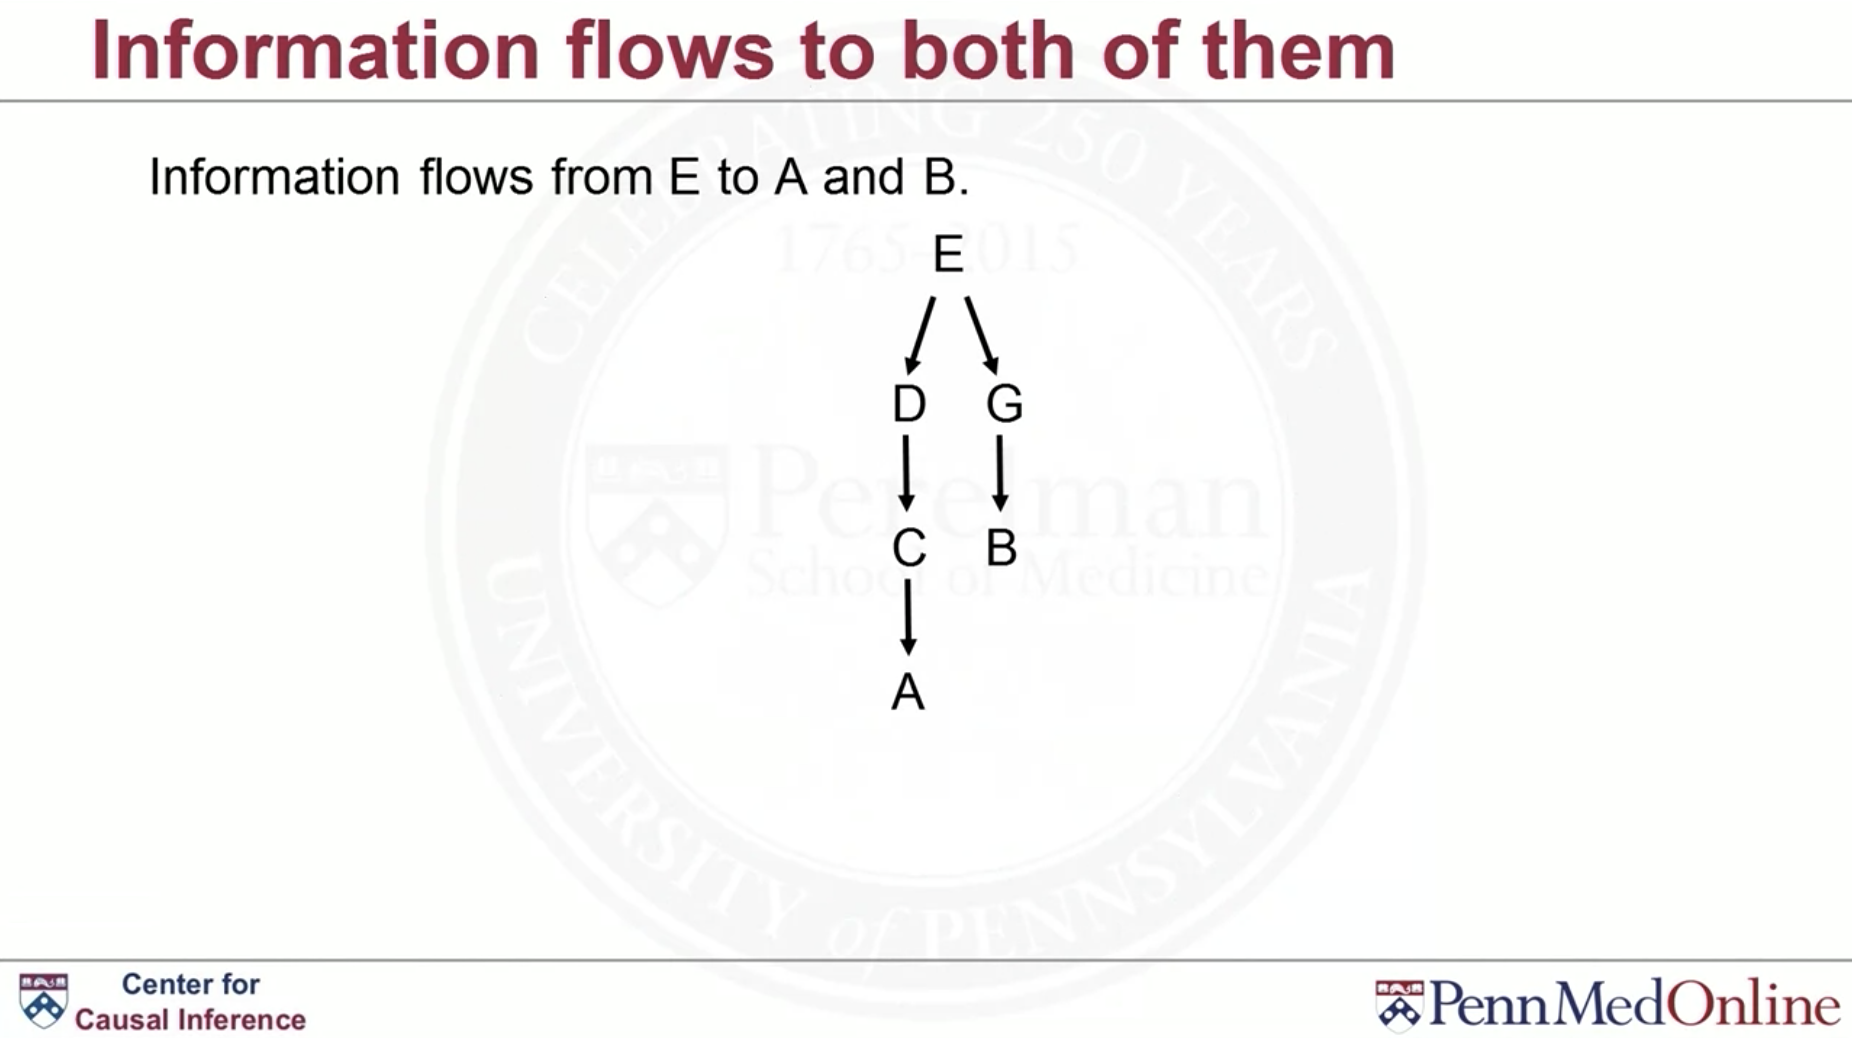 Information flows to both of them
Information flows from E to A and B.
CELEBRATING 250 YEARS
1765-2015
E
D G
Perelman
School of Medicine
C B
A
UNIVERSITY of PENNSYLVANIA
Center for
Causal Inference
PennMedOnline